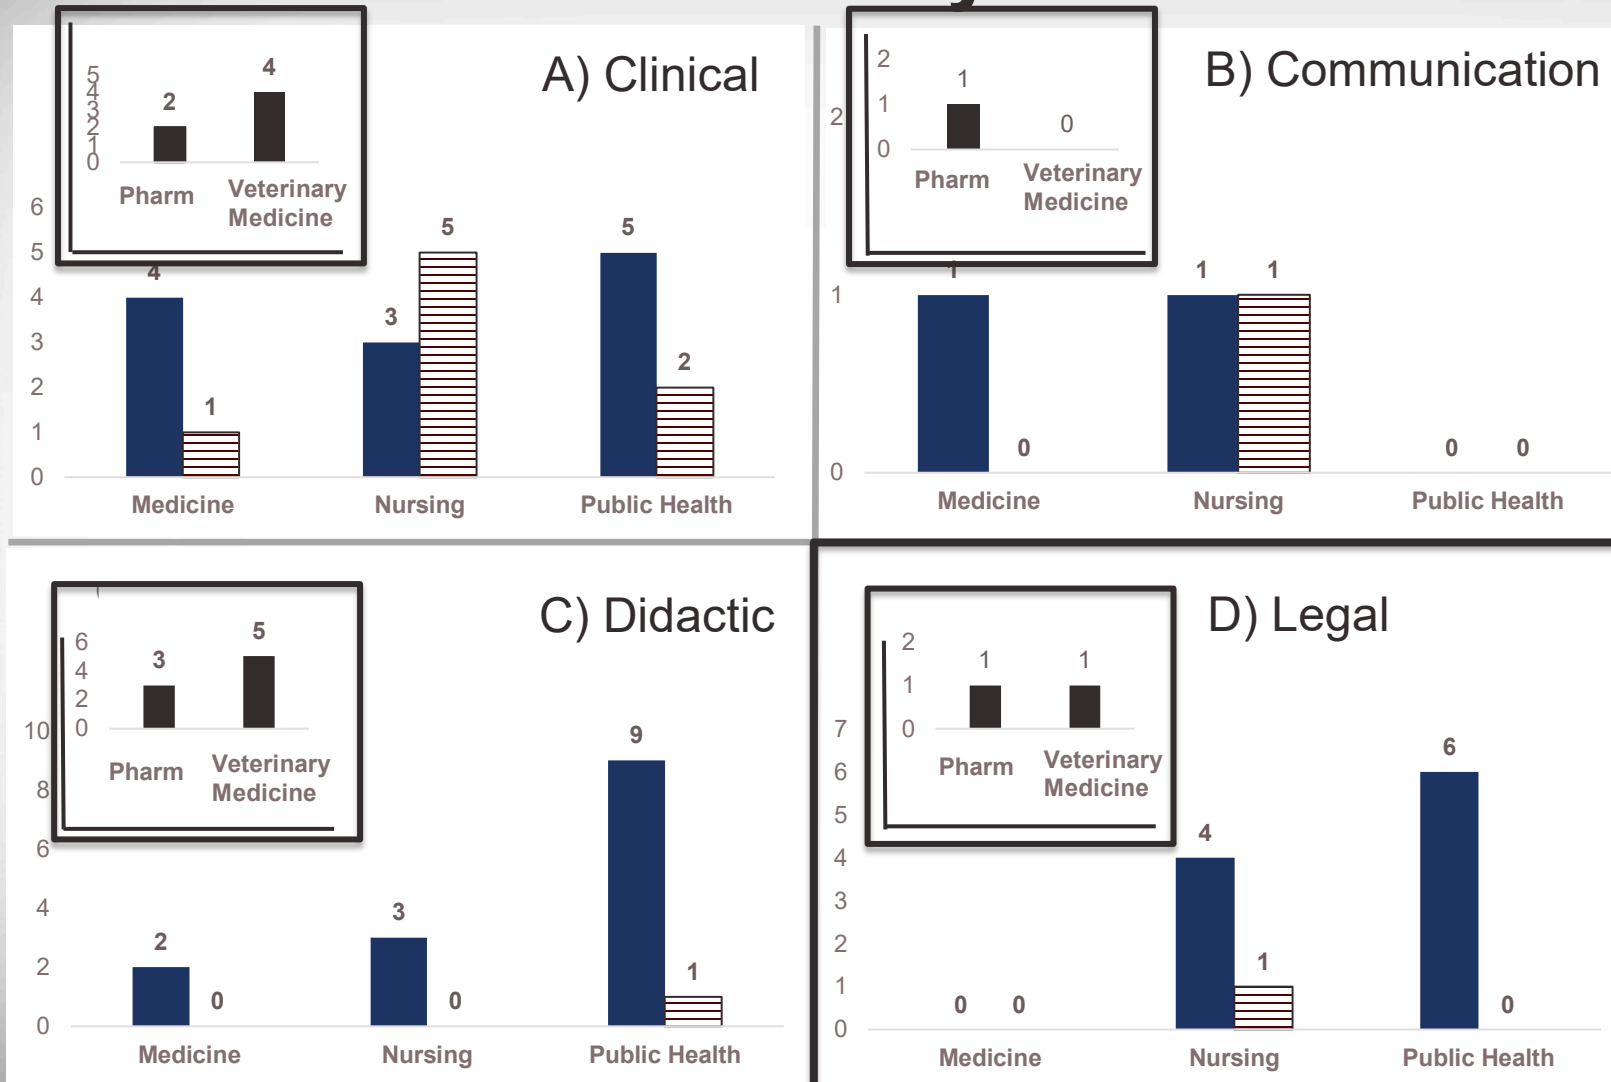 A) Clinical
5
4
3
2
1
0
2
4
Pharm
Veterinary
Medicine
6
5
4
3
2
1
0
4
1
3
5
5
2
Medicine
Nursing
Public Health
B) Communication
2
1
0
1
0
Pharm
Veterinary
Medicine
2
1
0
1
0
1
1
0
0
Medicine
Nursing
Public Health
C) Didactic
6
4
2
0
3
5
Pharm
Veterinary
Medicine
10
8
6
4
2
0
2
0
3
0
9
1
Medicine
Nursing
Public Health
D) Legal
2
1
0
1
1
Pharm
Veterinary
Medicine
7
6
5
4
3
2
1
0
0
0
4
1
6
0
Medicine
Nursing
Public Health